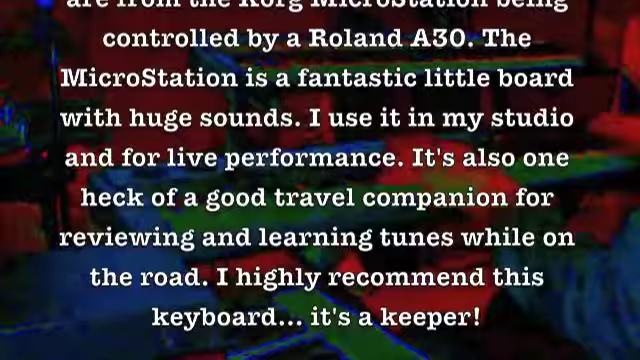 are from the Korg MicroStation being
controlled by a Roland A30. The
MicroStation is a fantastic little board
with huge sounds. I use it in my studio
and for live performance. It's also one
heck of a good travel companion for
reviewing and learning tunes while on
the road. I highly recommend this
keyboard... it's a keeper!